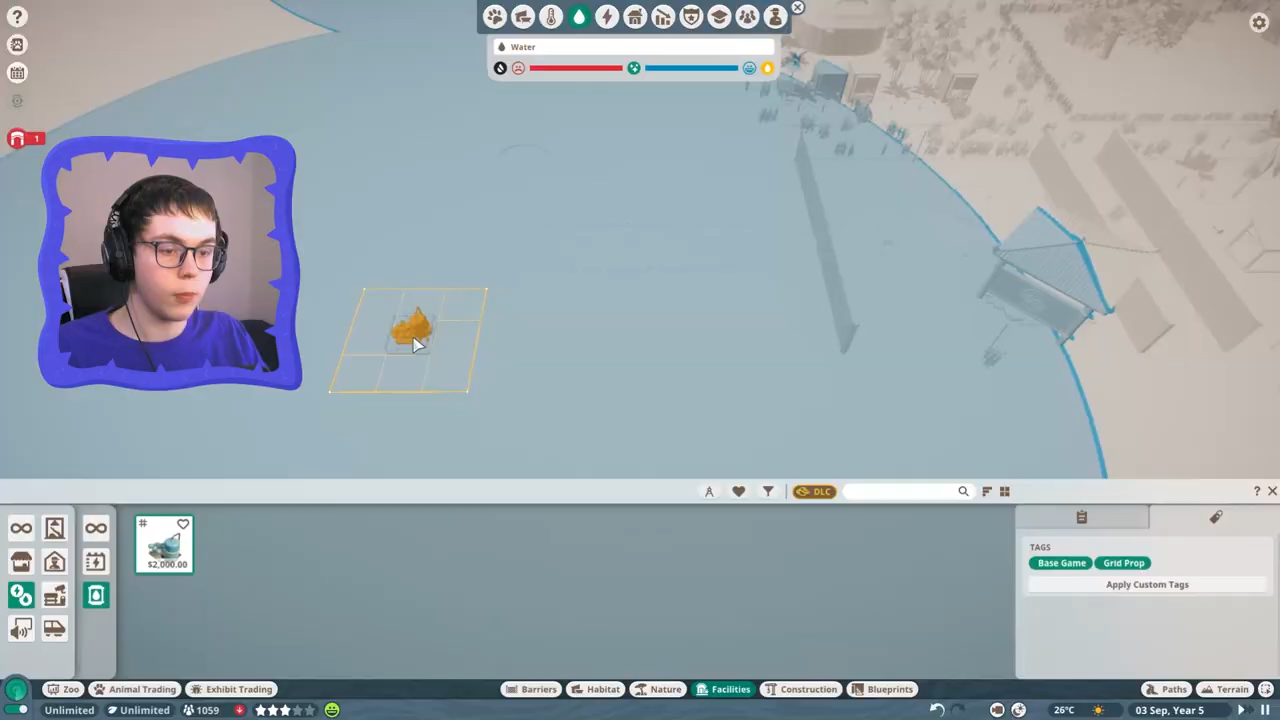 Water
1
DLC
$2,000.00
TAGS
Base Game Grid Prop
Apply Custom Tags
Zoo Animal Trading Exhibit Trading Barriers Habitat Nature Facilities Construction Blueprints Paths Terrain
Unlimited Unlimited 1059 26°C 03 Sep, Year 5